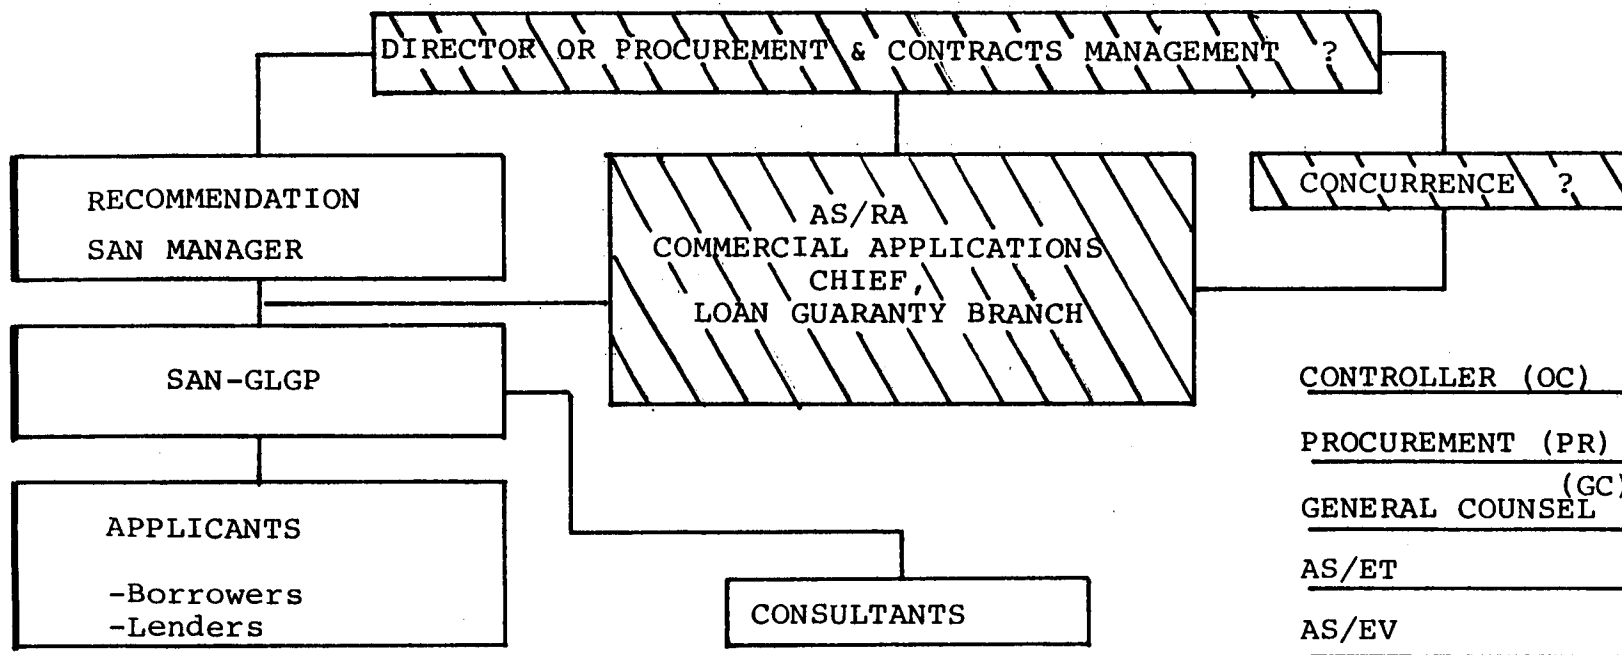 DIRECTOR OR PROCUREMENT & CONTRACTS MANAGEMENT ?
RECOMMENDATION
SAN MANAGER
AS/RA
COMMERCIAL APPLICATIONS
CHIEF,
LOAN GUARANTY BRANCH
CONCURRENCE ?
SAN-GLGP
APPLICANTS
-Borrowers
-Lenders
CONSULTANTS
CONTROLLER (OC)
PROCUREMENT (PR)
(GC)
GENERAL COUNSEL
AS/ET
AS/EV